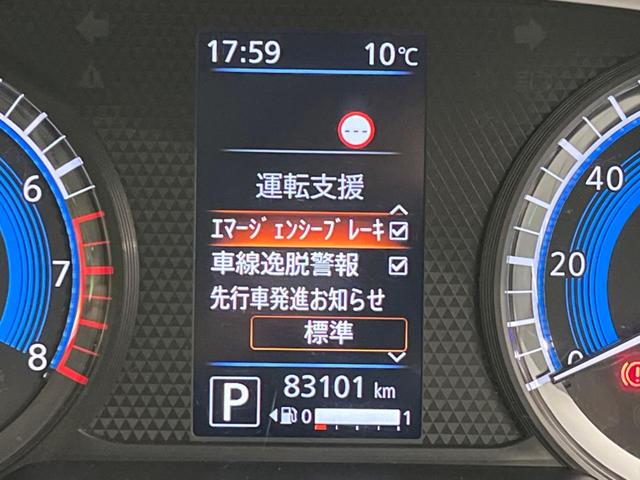 17:59 10℃
---
運転支援
ｴﾏｰｼﾞｪﾝｼｰﾌﾞﾚｰｷ
車線逸脱警報
先行車発進お知らせ
標準
P 83101 km
0 1
6
7
8
40
20
0